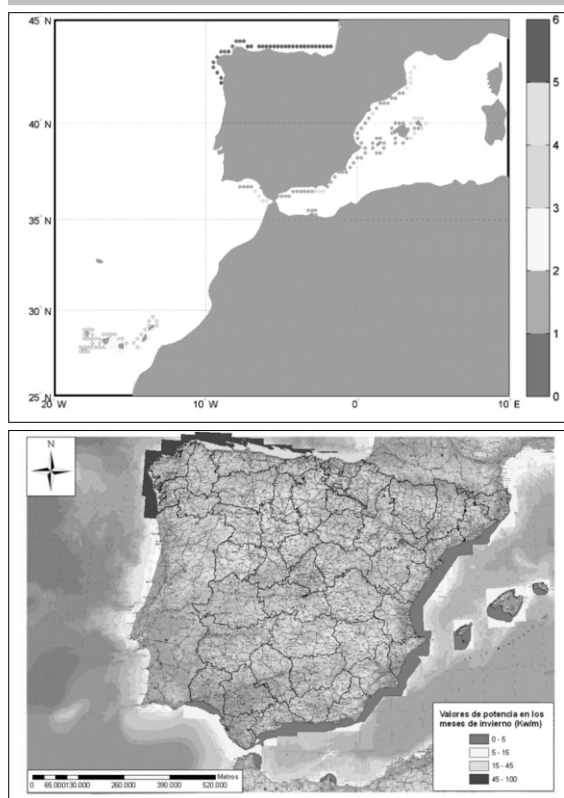 45 N
40 N
35 N
30 N
25 N
20 W
10 W
0°
10° E
6
5
4
3
2
1
0
N
Valores de potencia en los
meses de invierno (Kw/m)
0 - 5
5 - 15
15 - 45
45 - 100
Metros
0 65.000130.000 260.000 390.000 520.000